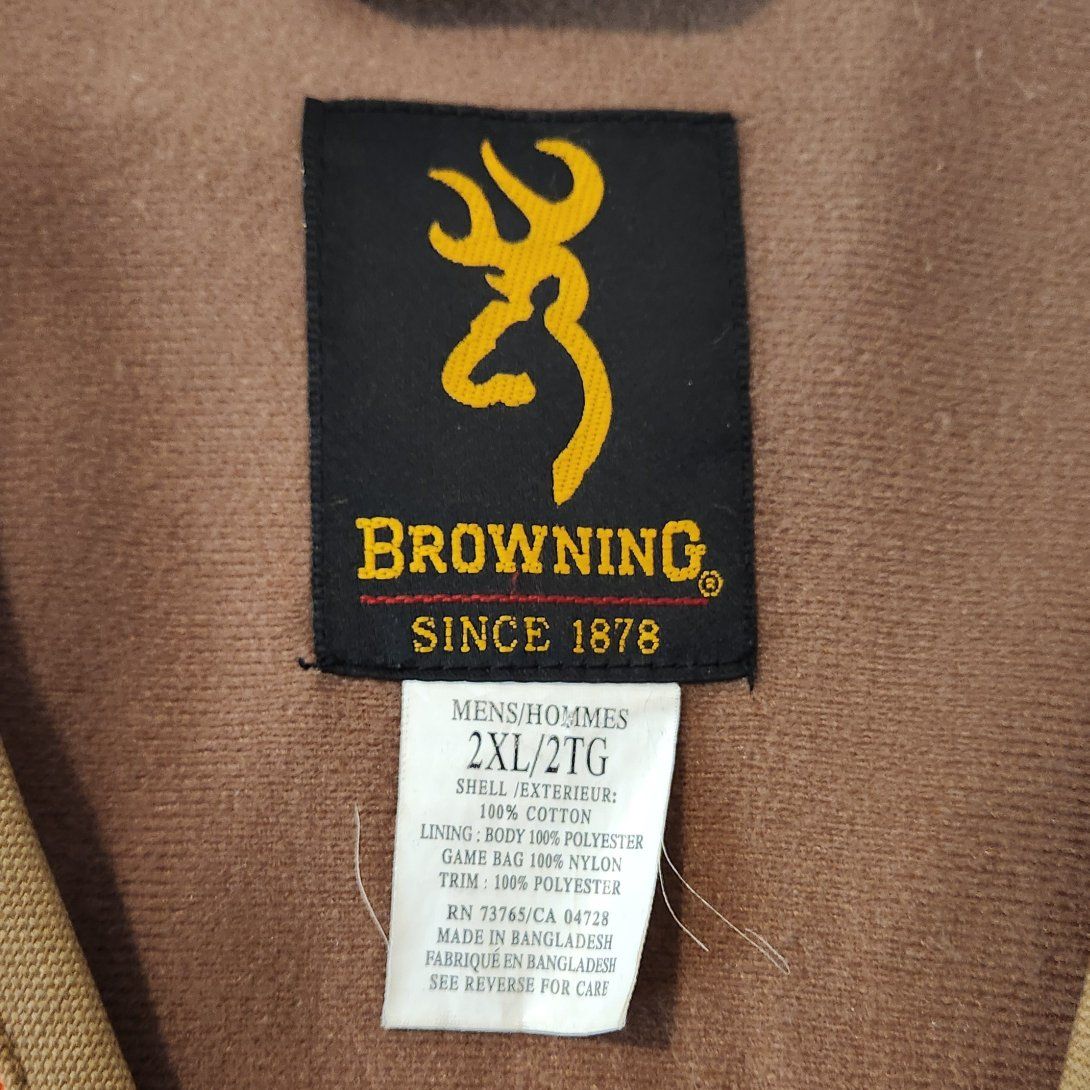 BROWNING®
SINCE 1878
MENS/HOMMES
2XL/2TG
SHELL /EXTERIEUR:
100% COTTON
LINING : BODY 100% POLYESTER
GAME BAG 100% NYLON
TRIM : 100% POLYESTER
RN 73765/CA 04728
MADE IN BANGLADESH
FABRIQUÉ EN BANGLADESH
SEE REVERSE FOR CARE